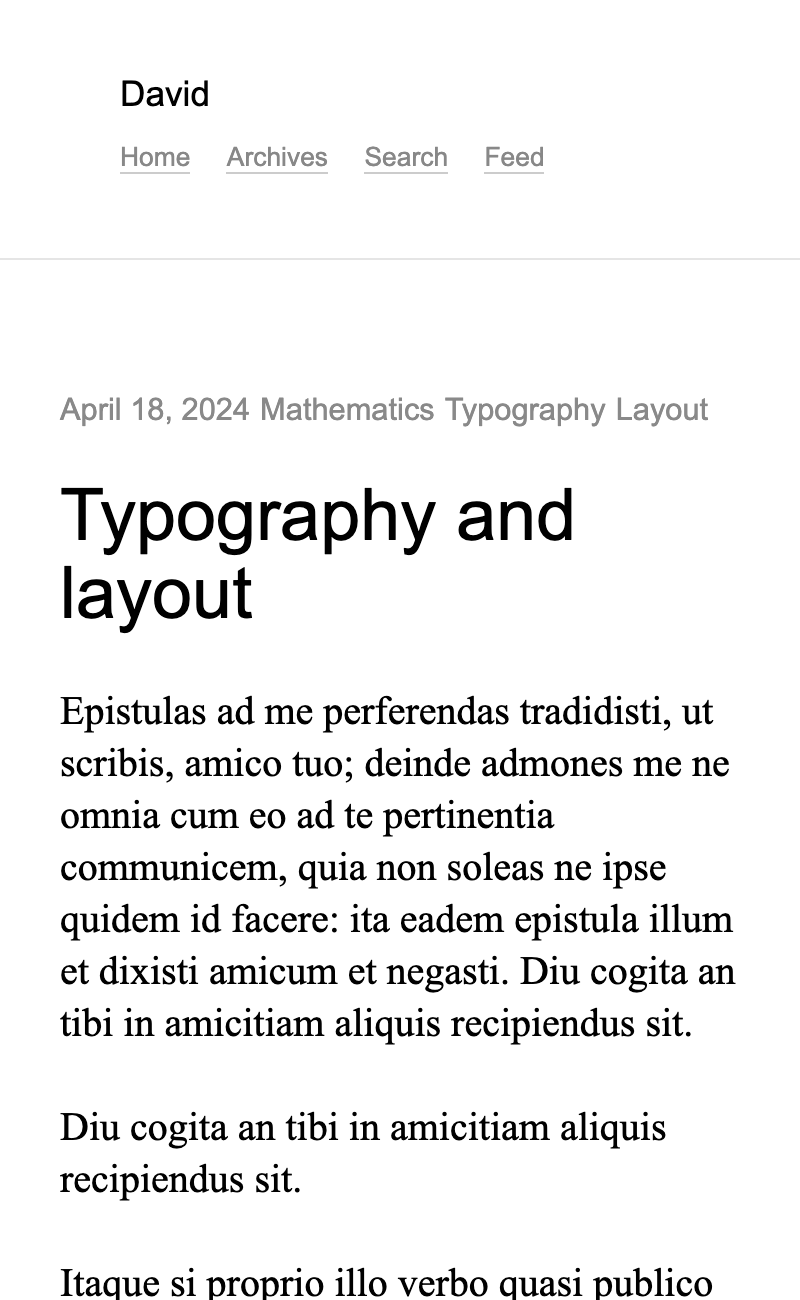 David
Home Archives Search Feed
April 18, 2024 Mathematics Typography Layout
Typography and
layout
Epistulas ad me perferendas tradidisti, ut
scribis, amico tuo; deinde admones me ne
omnia cum eo ad te pertinentia
communicem, quia non soleas ne ipse
quidem id facere: ita eadem epistula illum
et dixisti amicum et negasti. Diu cogita an
tibi in amicitiam aliquis recipiendus sit.
Diu cogita an tibi in amicitiam aliquis
recipiendus sit.
Itaque si proprio illo verbo quasi publico